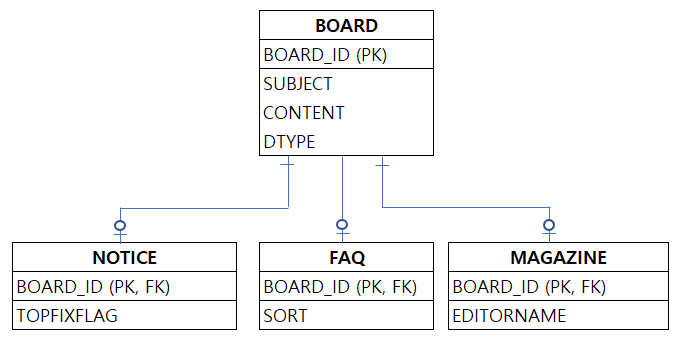 BOARD
BOARD_ID (PK)
SUBJECT
CONTENT
DTYPE
NOTICE
BOARD_ID (PK, FK)
TOPFIXFLAG
FAQ
BOARD_ID (PK, FK)
SORT
MAGAZINE
BOARD_ID (PK, FK)
EDITORNAME